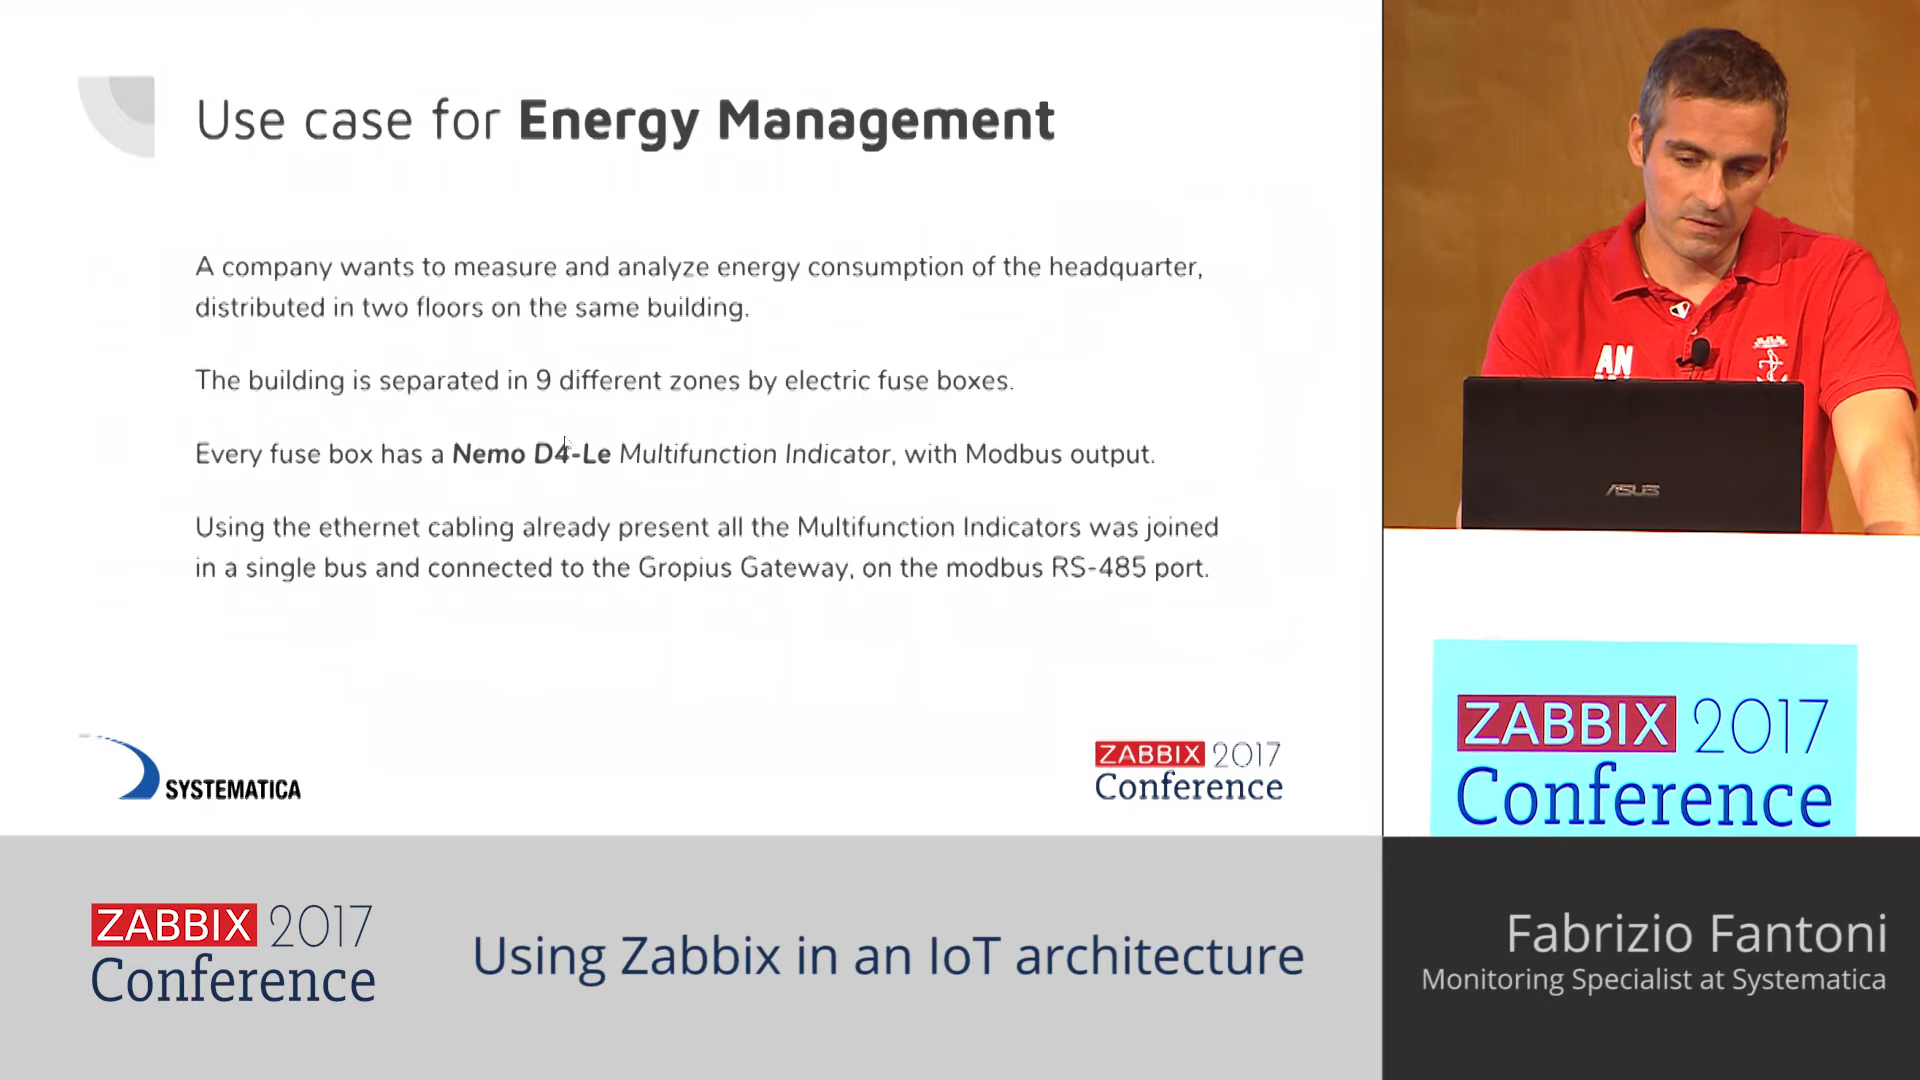 Use case for Energy Management
A company wants to measure and analyze energy consumption of the headquarter,
distributed in two floors on the same building.
The building is separated in 9 different zones by electric fuse boxes.
Every fuse box has a Nemo D4-Le Multifunction Indicator, with Modbus output.
Using the ethernet cabling already present all the Multifunction Indicators was joined
in a single bus and connected to the Gropius Gateway, on the modbus RS-485 port.
SYSTEMATICA
ZABBIX 2017
Conference
AN
ASUS
ZABBIX 2017
Conference
ZABBIX 2017
Conference
Using Zabbix in an IoT architecture
Fabrizio Fantoni
Monitoring Specialist at Systematica